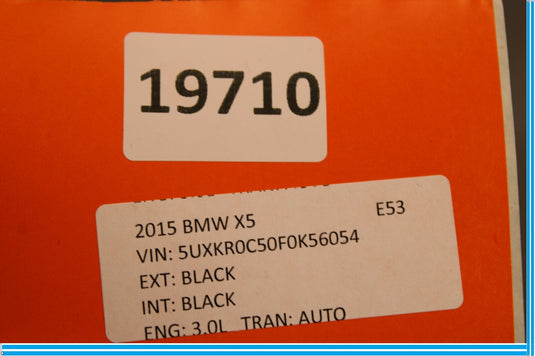 19710
2015 BMW X5 E53
VIN: 5UXKR0C50F0K56054
EXT: BLACK
INT: BLACK
ENG: 3.0L TRAN: AUTO